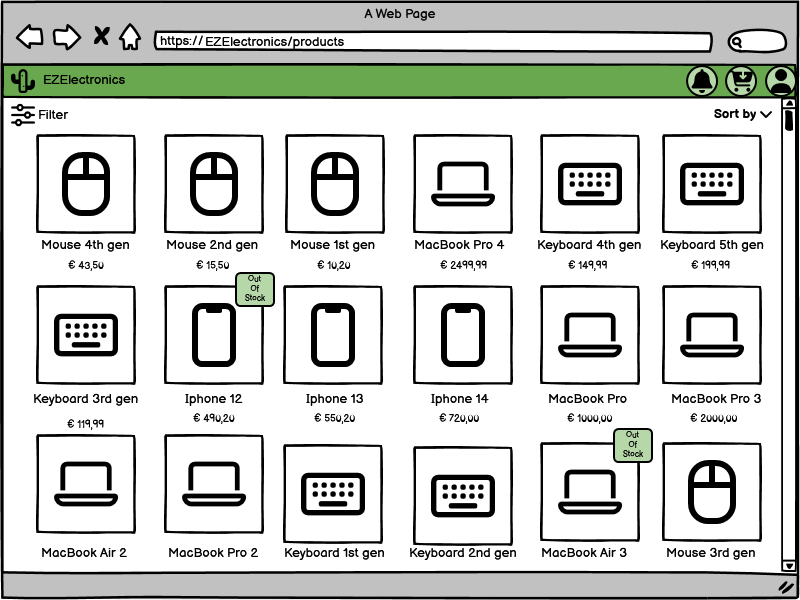 A Web Page
https:// EZElectronics/products
EZElectronics
Filter
Sort by
Mouse 4th gen
Mouse 2nd gen
Mouse 1st gen
MacBook Pro 4
Keyboard 4th gen
Keyboard 5th gen
€ 43,50
€ 15,50
€ 10,20
€ 2499,99
€ 149,99
€ 199,99
Out
Of
Stock
Keyboard 3rd gen
Iphone 12
Iphone 13
Iphone 14
MacBook Pro
MacBook Pro 3
€ 119,99
€ 490,20
€ 550,20
€ 720,00
€ 1000,00
€ 2000,00
Out
Of
Stock
MacBook Air 2
MacBook Pro 2
Keyboard 1st gen
Keyboard 2nd gen
MacBook Air 3
Mouse 3rd gen